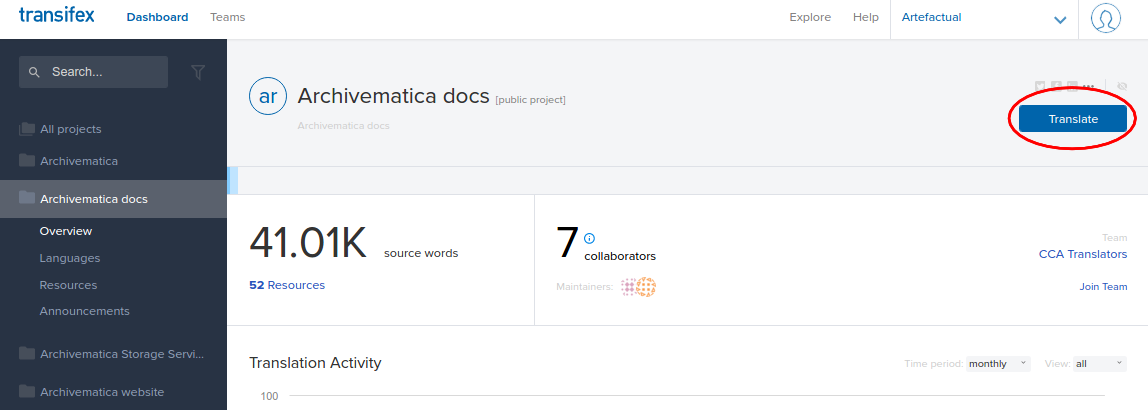 transifex
Dashboard
Teams
Explore
Help
Artefactual
Search...
All projects
Archivematica
Archivematica docs
Overview
Languages
Resources
Announcements
Archivematica Storage Servi...
Archivematica website
ar
Archivematica docs [public project]
Archivematica docs
Translate
41.01K source words
52 Resources
7 collaborators
Maintainers:
Team
CCA Translators
Join Team
Translation Activity
Time period: monthly
View: all
100